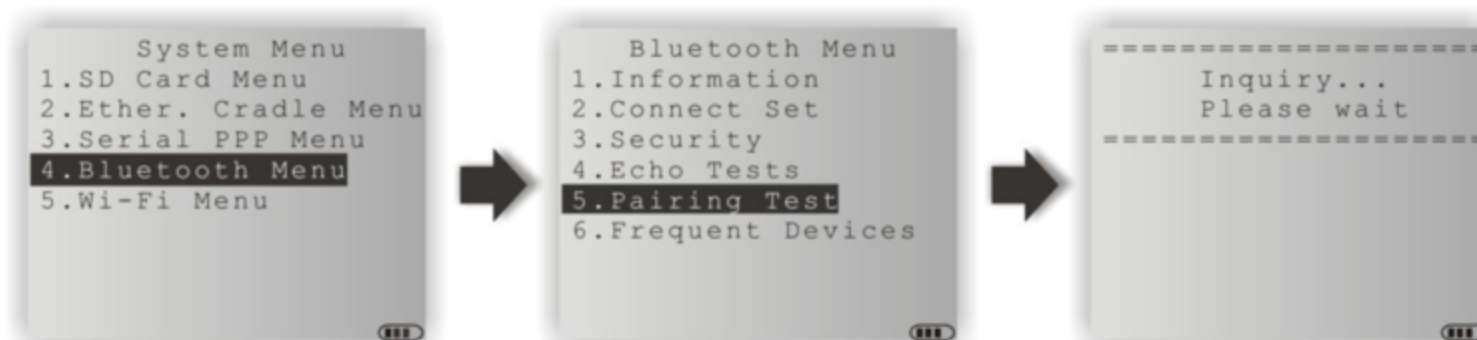 System Menu
1.SD Card Menu
2.Ether. Cradle Menu
3.Serial PPP Menu
4.Bluetooth Menu
5.Wi-Fi Menu
Bluetooth Menu
1.Information
2.Connect Set
3.Security
4.Echo Tests
5.Pairing Test
6.Frequent Devices
====================
Inquiry...
Please wait
====================